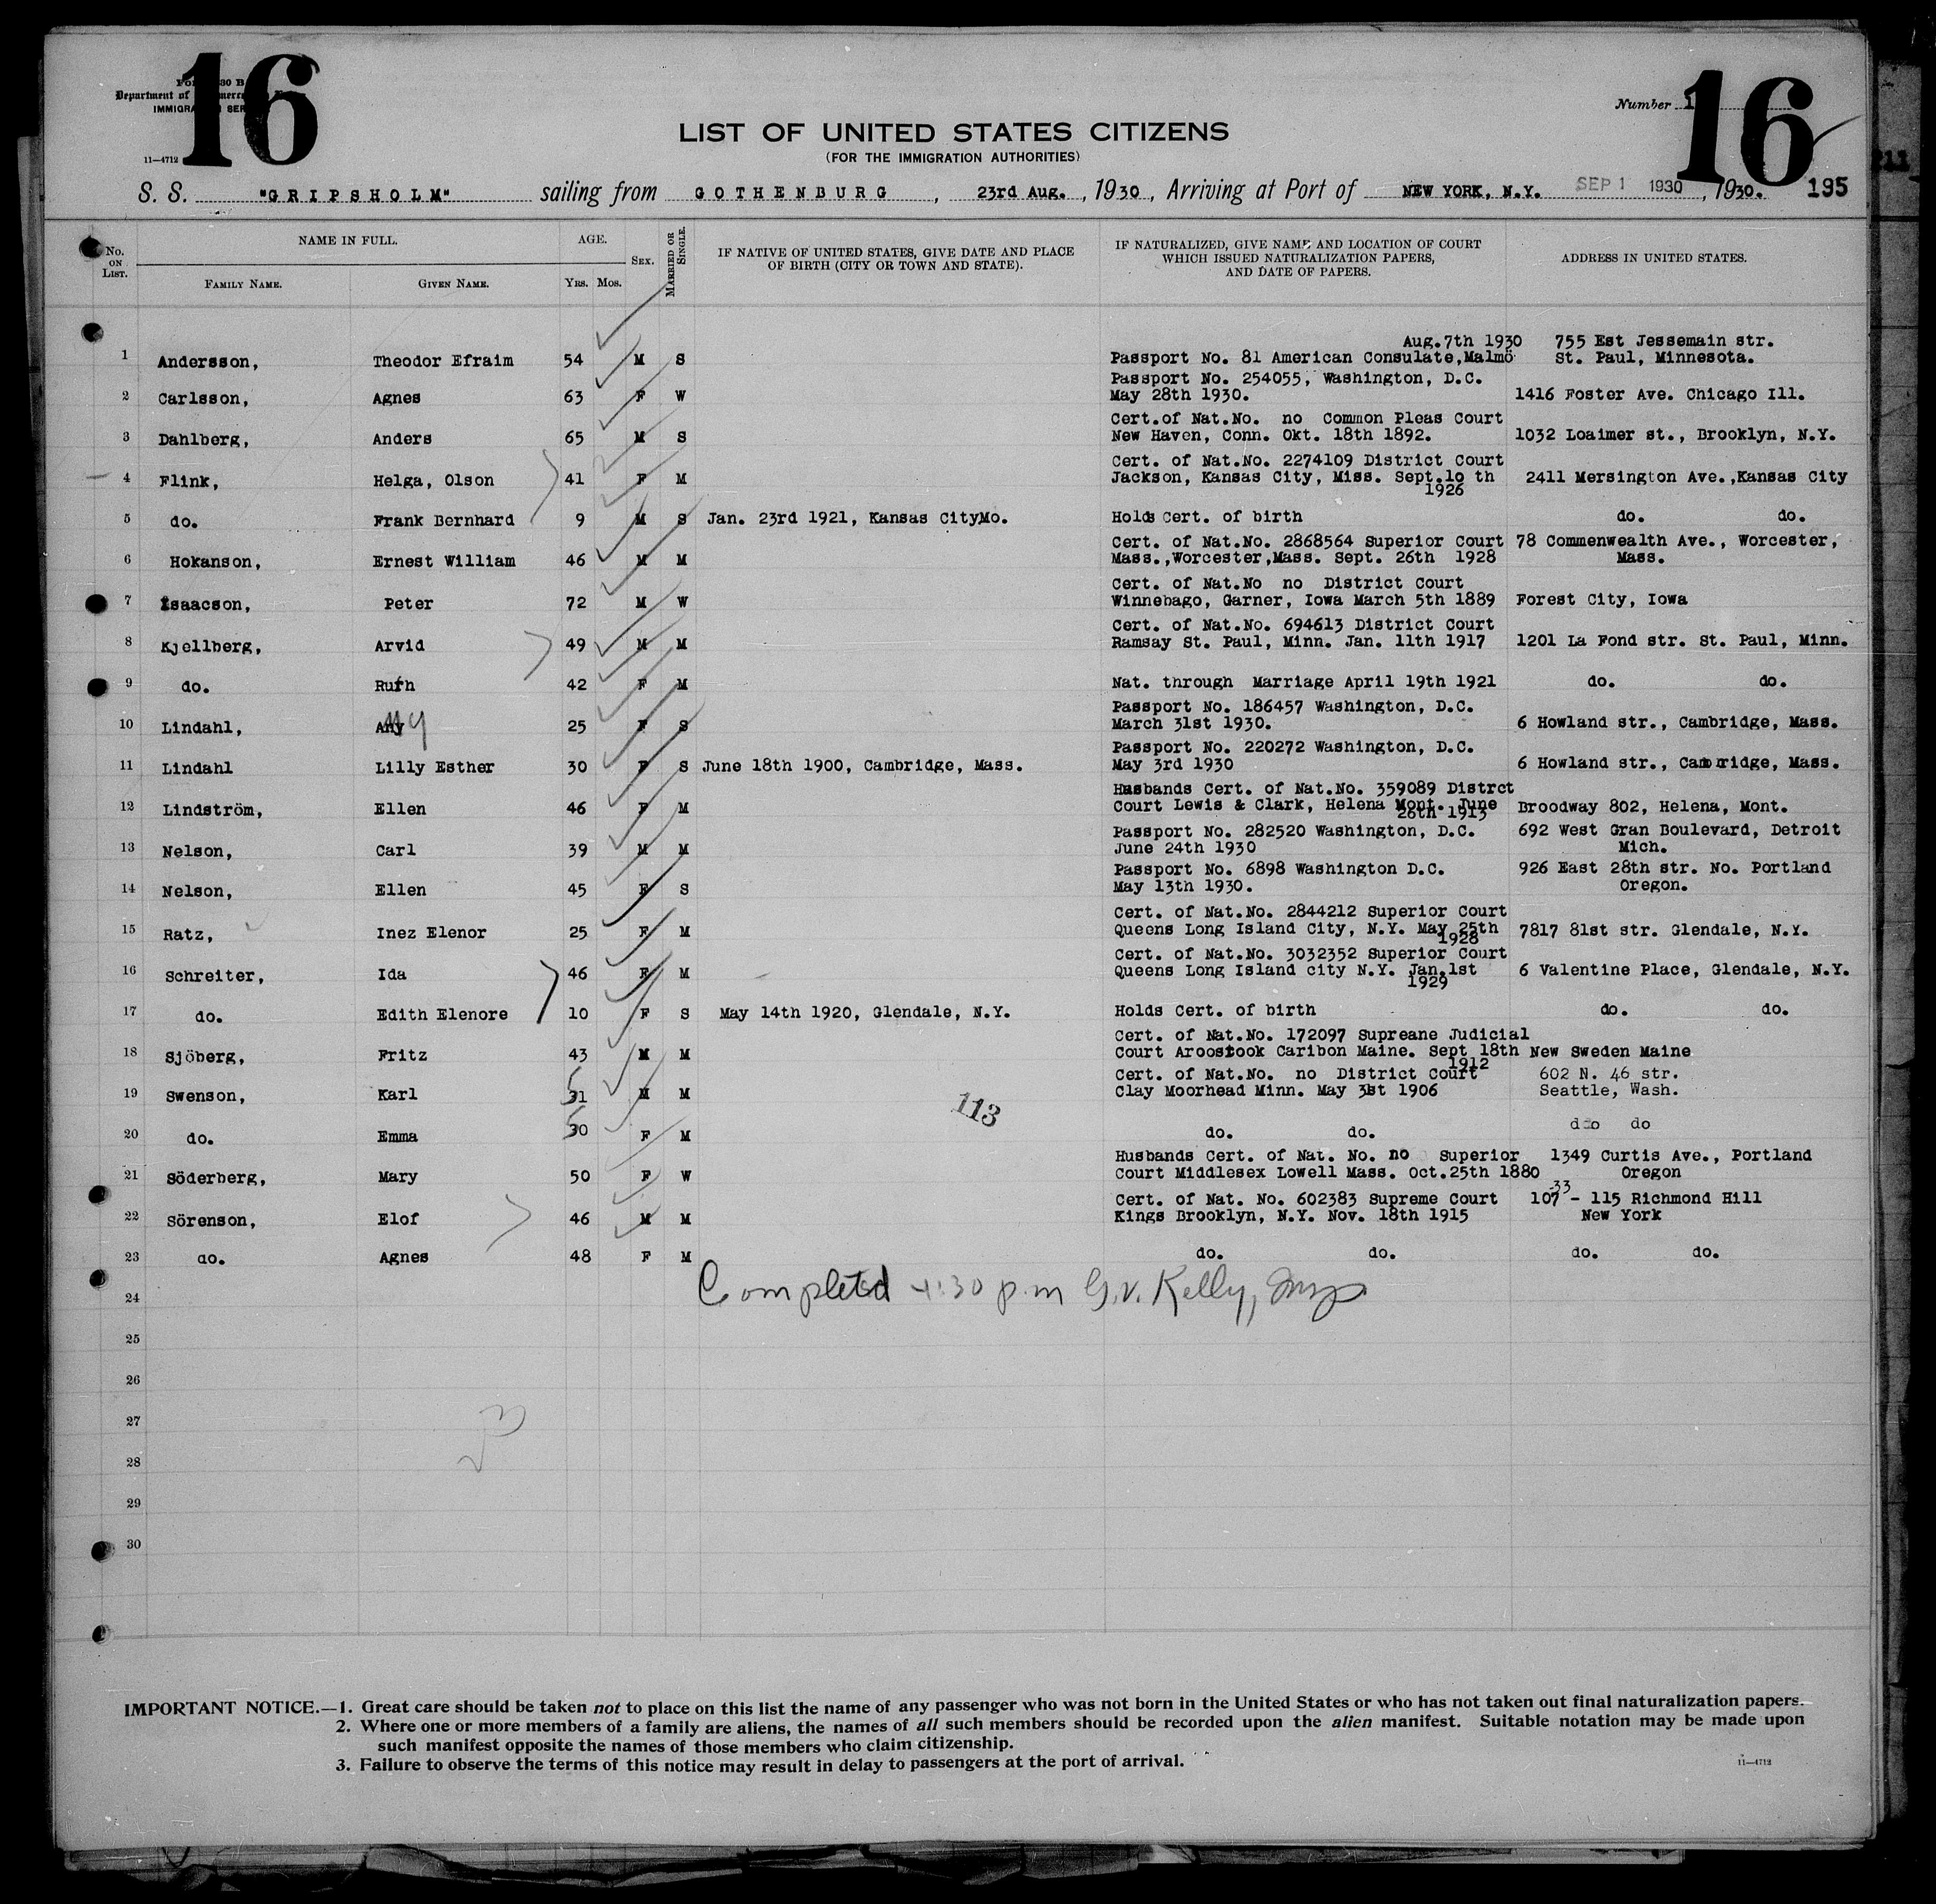 16
16
Department of
IMMIGRA SER
11—4712
Number 1
LIST OF UNITED STATES CITIZENS
(FOR THE IMMIGRATION AUTHORITIES)
S. S. "GRIPSHOLM" sailing from GOTHENBURG, 23rd Aug., 1930, Arriving at Port of NEW YORK, N.Y. SEP 1 1930, 1930. 195
No. ON LIST.
NAME IN FULL.
FAMILY NAME. GIVEN NAME.
AGE.
YRS. MOS.
SEX.
MARRIED OR SINGLE.
IF NATIVE OF UNITED STATES, GIVE DATE AND PLACE OF BIRTH (CITY OR TOWN AND STATE).
IF NATURALIZED, GIVE NAME AND LOCATION OF COURT WHICH ISSUED NATURALIZATION PAPERS, AND DATE OF PAPERS.
ADDRESS IN UNITED STATES.
Aug.7th 1930 755 Est Jessemain str.
1 Andersson, Theodor Efraim 54 M S Passport No. 81 American Consulate,Malmö St. Paul, Minnesota.
Passport No. 254055, Washington, D.C.
2 Carlsson, Agnes 63 F W May 28th 1930. 1416 Foster Ave. Chicago Ill.
Cert.of Nat.No. no Common Pleas Court
3 Dahlberg, Anders 65 M S New Haven, Conn. Okt. 18th 1892. 1032 Loaimer st., Brooklyn, N.Y.
Cert. of Nat.No. 2274109 District Court
4 Flink, Helga, Olson 41 F M Jackson, Kansas City, Miss. Sept.10 th 2411 Mersington Ave.,Kansas City
1926
5 do. Frank Bernhard 9 M S Jan. 23rd 1921, Kansas City,Mo. Holds Cert. of birth do. do.
Cert. of Nat.No. 2868564 Superior Court 78 Commenwealth Ave., Worcester,
6 Hokanson, Ernest William 46 M M Mass.,Worcester,Mass. Sept. 26th 1928 Mass.
Cert. of Nat.No no District Court
7 Isaacson, Peter 72 M W Winnebago, Garner, Iowa March 5th 1889 Forest City, Iowa
Cert. of Nat.No. 694613 District Court
8 Kjellberg, Arvid 49 M M Ramsay St. Paul, Minn. Jan. 11th 1917 1201 La Fond str. St. Paul, Minn.
9 do. Ruth 42 F M Nat. through Marriage April 19th 1921 do. do.
Passport No. 186457 Washington, D.C.
10 Lindahl, Any 25 F S March 31st 1930. 6 Howland str., Cambridge, Mass.
Passport No. 220272 Washington, D.C.
11 Lindahl Lilly Esther 30 F S June 18th 1900, Cambridge, Mass. May 3rd 1930 6 Howland str., Cambridge, Mass.
Husbands Cert. of Nat.No. 359089 Distrct
12 Lindström, Ellen 46 F M Court Lewis & Clark, Helena Mont. June Broodway 802, Helena, Mont.
26th 1913
Passport No. 282520 Washington, D.C. 692 West Gran Boulevard, Detroit
13 Nelson, Carl 39 M M June 24th 1930 Mich.
Passport No. 6898 Washington D.C. 926 East 28th str. No. Portland
14 Nelson, Ellen 45 F S May 13th 1930. Oregon.
Cert. of Nat.No. 2844212 Superior Court
15 Ratz, Inez Elenor 25 F M Queens Long Island City, N.Y. May 25th 7817 81st str. Glendale, N.Y.
1928
Cert. of Nat.No. 3032352 Superior Court
16 Schreiter, Ida 46 F M Queens Long Island city N.Y. Jan.1st 6 Valentine Place, Glendale, N.Y.
1929
17 do. Edith Elenore 10 F S May 14th 1920, Glendale, N.Y. Holds Cert. of birth do. do.
Cert. of Nat.No. 172097 Supreane Judicial
18 Sjöberg, Fritz 43 M M Court Aroostook Caribon Maine. Sept 18th New Sweden Maine
1912
Cert. of Nat.No. no District Court 602 N. 46 str.
19 Swenson, Karl 51 M M Clay Moorhead Minn. May 31st 1906 Seattle, Wash.
113
20 do. Emma 50 F M do. do. do do
Husbands Cert. of Nat. No. no Superior 1349 Curtis Ave., Portland
21 Söderberg, Mary 50 F W Court Middlesex Lowell Mass. Oct.25th 1880 Oregon
33
Cert. of Nat. No. 602383 Supreme Court 107 - 115 Richmond Hill
22 Sörenson, Elof 46 M M Kings Brooklyn, N.Y. Nov. 18th 1915 New York
23 do. Agnes 48 F M do. do. do. do.
Completed 4:30 p.m G.V. Kelly, Insp
24
25
26
27
28
29
30
IMPORTANT NOTICE.—1. Great care should be taken not to place on this list the name of any passenger who was not born in the United States or who has not taken out final naturalization papers.
2. Where one or more members of a family are aliens, the names of all such members should be recorded upon the alien manifest. Suitable notation may be made upon
such manifest opposite the names of those members who claim citizenship.
3. Failure to observe the terms of this notice may result in delay to passengers at the port of arrival.
11—4712